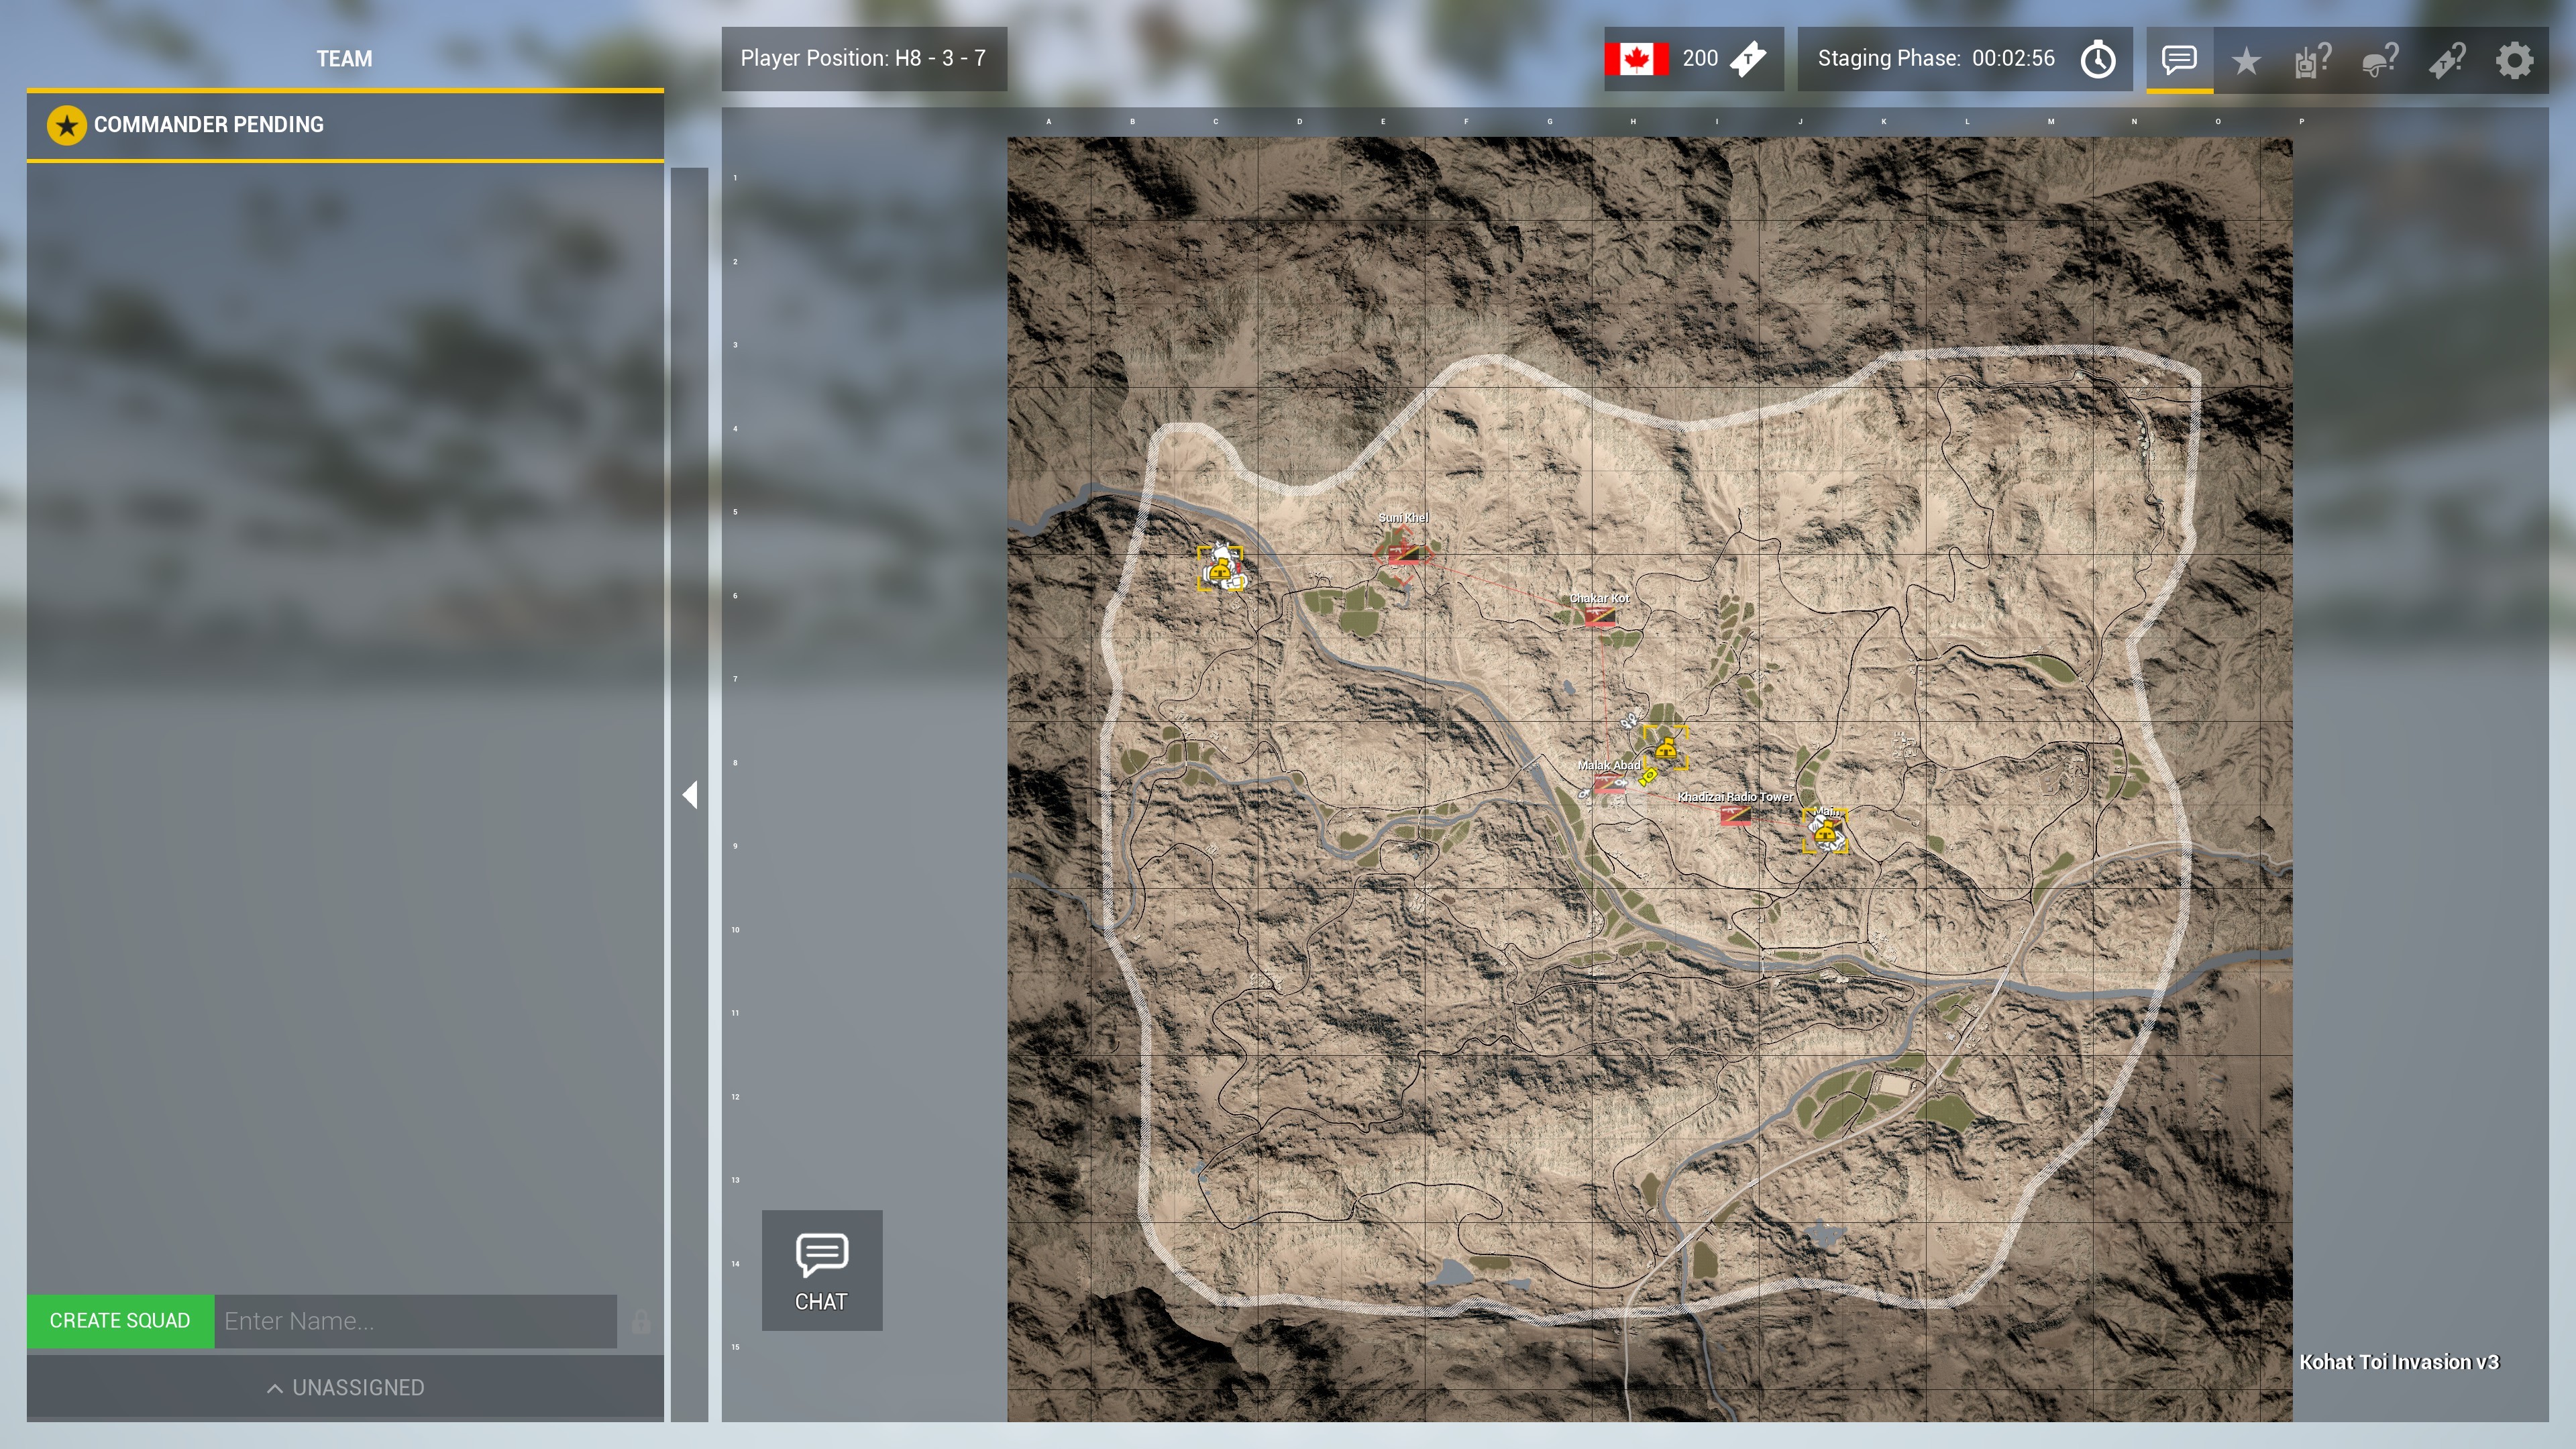 TEAM
Player Position: H8 - 3 - 7
200
T
Staging Phase: 00:02:56
? ? ?
COMMANDER PENDING
A B C D E F G H I J K L M N O P
1
2
3
4
5
Suni Khel
6
Chakar Kot
7
8
Malak Abad
Khadizai Radio Tower
Main
9
10
11
12
13
14
CHAT
CREATE SQUAD Enter Name...
15
Kohat Toi Invasion v3
UNASSIGNED